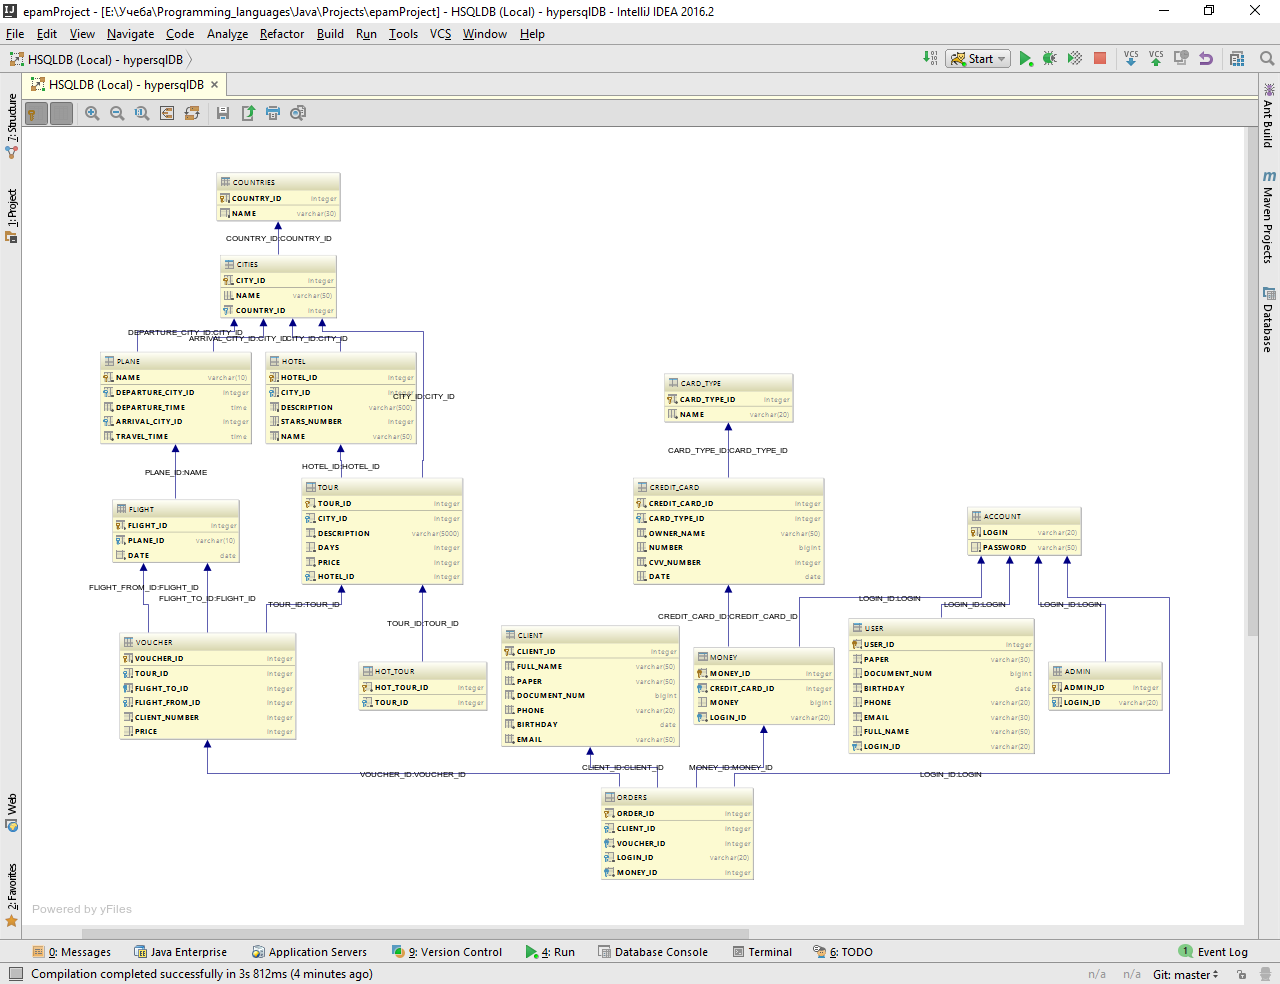 epamProject - [E:\Учеба\Programming_languages\Java\Projects\epamProject] - HSQLDB (Local) - hypersqlDB - IntelliJ IDEA 2016.2
File Edit View Navigate Code Analyze Refactor Build Run Tools VCS Window Help
HSQLDB (Local) - hypersqlDB
Start
VCS VCS
HSQLDB (Local) - hypersqlDB
7: Structure
1: Project
Web
2: Favorites
Ant Build
Maven Projects
Database
COUNTRIES
COUNTRY_ID Integer
NAME varchar(30)
COUNTRY_ID:COUNTRY_ID
CITIES
CITY_ID Integer
NAME varchar(50)
COUNTRY_ID Integer
DEPARTURE_CITY_ID:CITY_ID
ARRIVAL_CITY_ID:CITY_ID
CITY_ID:CITY_ID
CITY_ID:CITY_ID
PLANE
NAME varchar(10)
DEPARTURE_CITY_ID Integer
DEPARTURE_TIME time
ARRIVAL_CITY_ID Integer
TRAVEL_TIME time
HOTEL
HOTEL_ID Integer
CITY_ID Integer
DESCRIPTION varchar(500)
STARS_NUMBER Integer
NAME varchar(50)
PLANE_ID:NAME
HOTEL_ID:HOTEL_ID
FLIGHT
FLIGHT_ID Integer
PLANE_ID varchar(10)
DATE date
TOUR
TOUR_ID Integer
CITY_ID Integer
DESCRIPTION varchar(5000)
DAYS Integer
PRICE Integer
HOTEL_ID Integer
FLIGHT_FROM_ID:FLIGHT_ID
FLIGHT_TO_ID:FLIGHT_ID
TOUR_ID:TOUR_ID
TOUR_ID:TOUR_ID
VOUCHER
VOUCHER_ID Integer
TOUR_ID Integer
FLIGHT_TO_ID Integer
FLIGHT_FROM_ID Integer
CLIENT_NUMBER Integer
PRICE Integer
HOT_TOUR
HOT_TOUR_ID Integer
TOUR_ID Integer
CARD_TYPE
CARD_TYPE_ID Integer
NAME varchar(20)
CARD_TYPE_ID:CARD_TYPE_ID
CREDIT_CARD
CREDIT_CARD_ID Integer
CARD_TYPE_ID Integer
OWNER_NAME varchar(50)
NUMBER bigint
CVV_NUMBER Integer
DATE date
CREDIT_CARD_ID:CREDIT_CARD_ID
ACCOUNT
LOGIN varchar(20)
PASSWORD varchar(50)
LOGIN_ID:LOGIN
LOGIN_ID:LOGIN
LOGIN_ID:LOGIN
CLIENT
CLIENT_ID Integer
FULL_NAME varchar(50)
PAPER varchar(50)
DOCUMENT_NUM bigint
PHONE varchar(20)
BIRTHDAY date
EMAIL varchar(50)
MONEY
MONEY_ID Integer
CREDIT_CARD_ID Integer
MONEY bigint
LOGIN_ID varchar(20)
USER
USER_ID Integer
PAPER varchar(30)
DOCUMENT_NUM bigint
BIRTHDAY date
PHONE varchar(20)
EMAIL varchar(30)
FULL_NAME varchar(50)
LOGIN_ID varchar(20)
ADMIN
ADMIN_ID Integer
LOGIN_ID varchar(20)
VOUCHER_ID:VOUCHER_ID
CLIENT_ID:CLIENT_ID
MONEY_ID:MONEY_ID
LOGIN_ID:LOGIN
ORDERS
ORDER_ID Integer
CLIENT_ID Integer
VOUCHER_ID Integer
LOGIN_ID varchar(20)
MONEY_ID Integer
Powered by yFiles
0: Messages Java Enterprise Application Servers 9: Version Control 4: Run Database Console Terminal 6: TODO 1 Event Log
Compilation completed successfully in 3s 812ms (4 minutes ago) n/a n/a Git: master